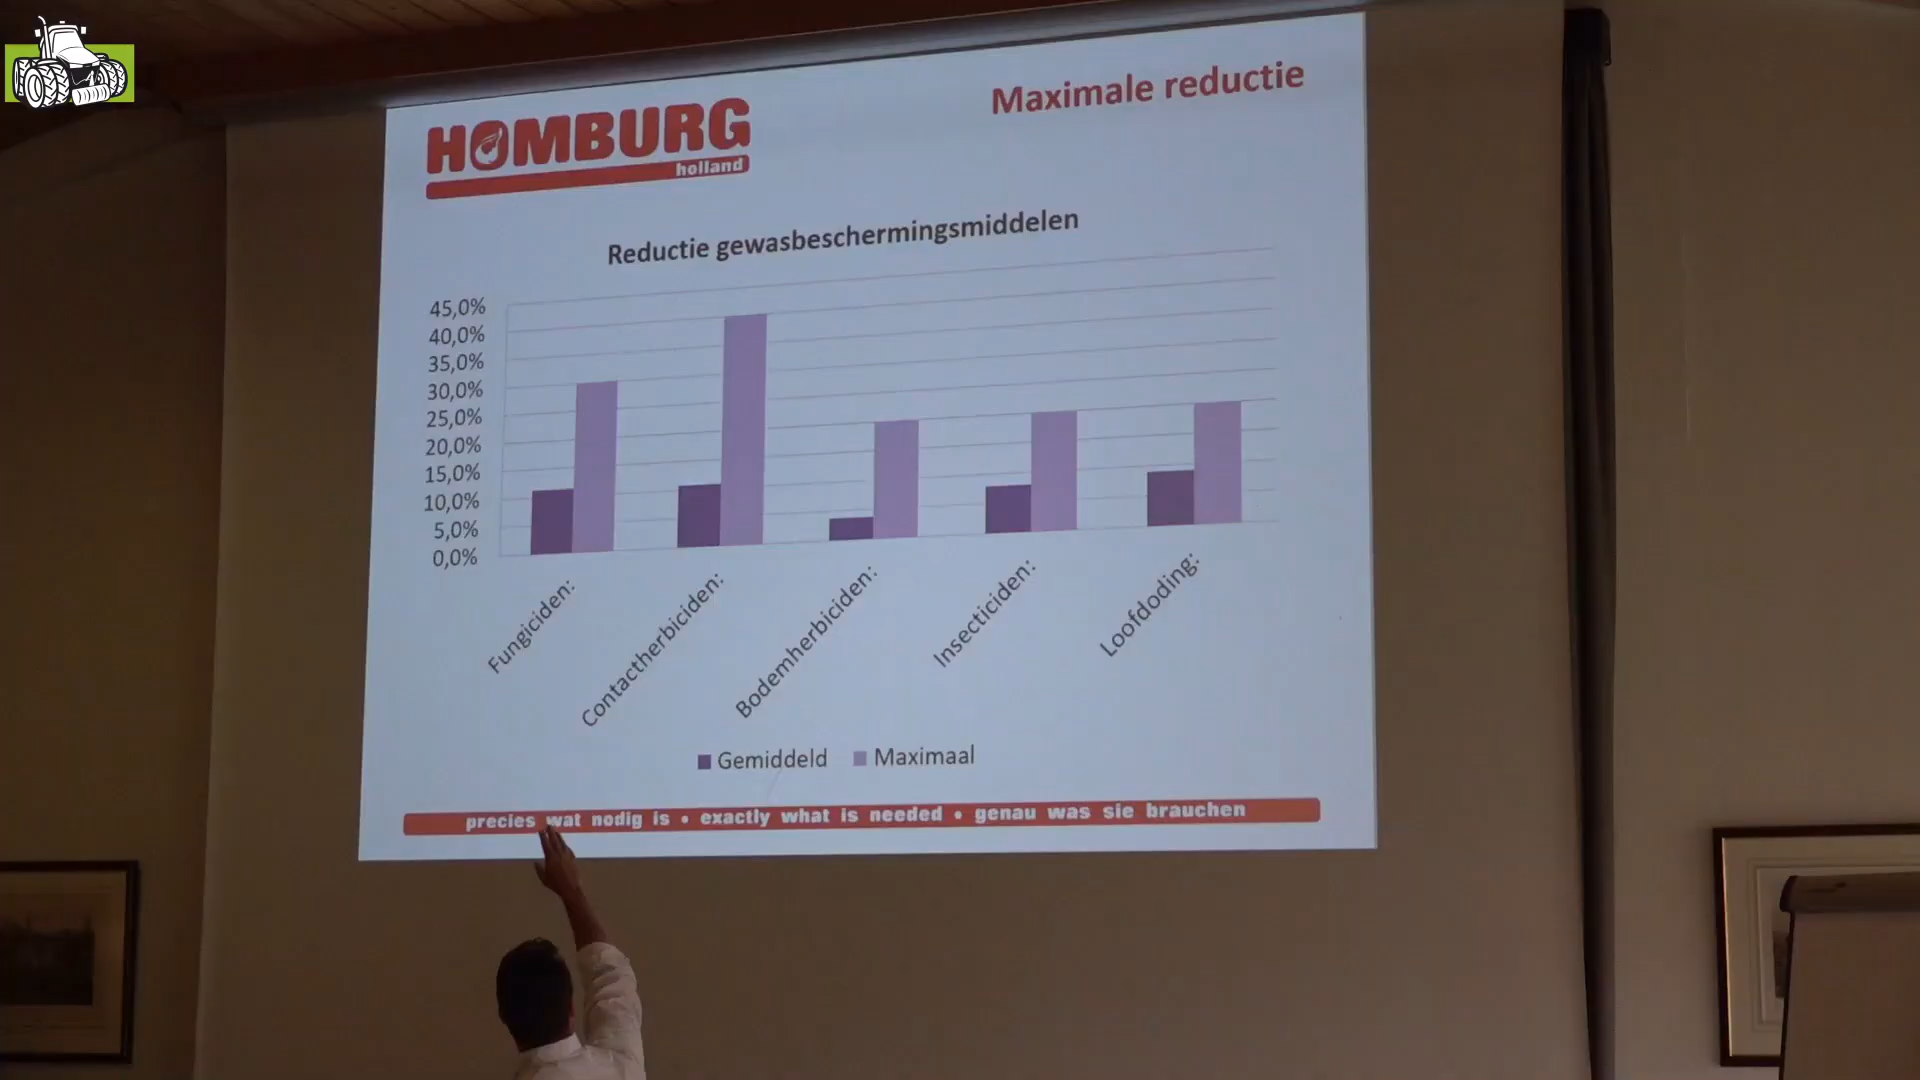 HOMBURG
holland
Maximale reductie
Reductie gewasbeschermingsmiddelen
45,0%
40,0%
35,0%
30,0%
25,0%
20,0%
15,0%
10,0%
5,0%
0,0%
Fungiciden:
Contactherbiciden:
Bodemherbiciden:
Insecticiden:
Loofdoding:
Gemiddeld
Maximaal
precies wat nodig is • exactly what is needed • genau was sie brauchen